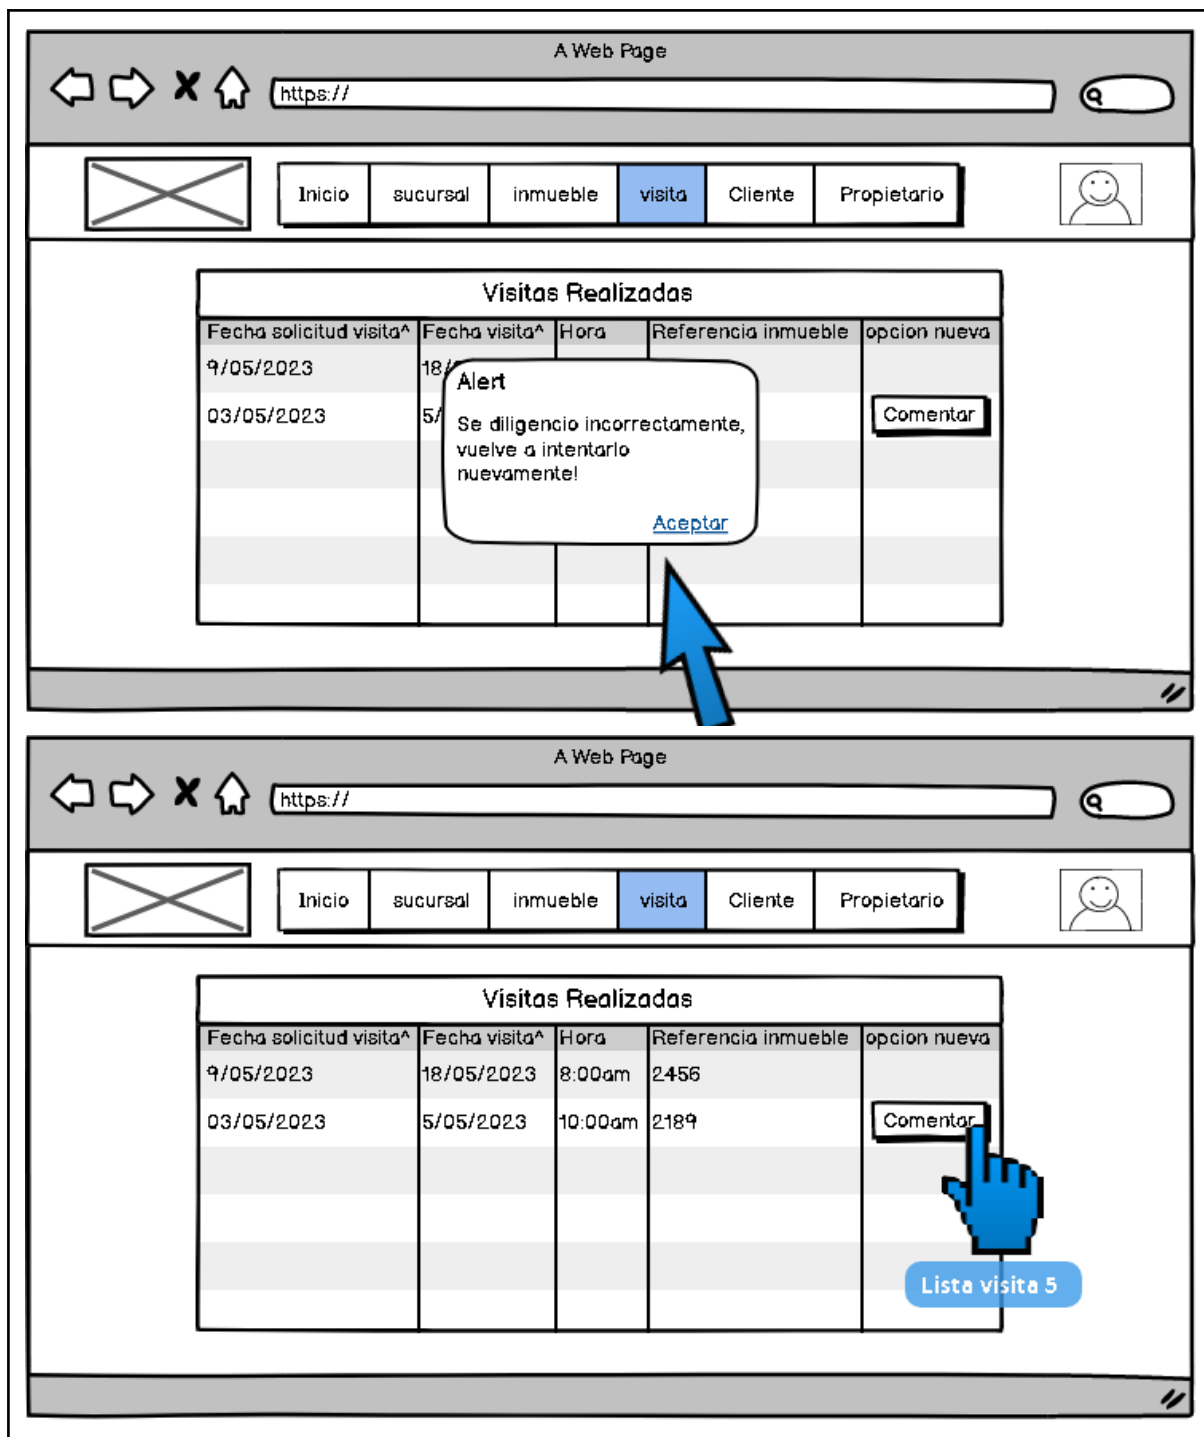 A Web Page
https://
Inicio sucursal inmueble visita Cliente Propietario
Visitas Realizadas
Fecha solicitud visita^ Fecha visita^ Hora Referencia inmueble opcion nueva
9/05/2023 18/
03/05/2023 5/ Comentar
Alert
Se diligencio incorrectamente,
vuelve a intentarlo
nuevamente!
Aceptar
A Web Page
https://
Inicio sucursal inmueble visita Cliente Propietario
Visitas Realizadas
Fecha solicitud visita^ Fecha visita^ Hora Referencia inmueble opcion nueva
9/05/2023 18/05/2023 8:00am 2456
03/05/2023 5/05/2023 10:00am 2189 Comentar
Lista visita 5